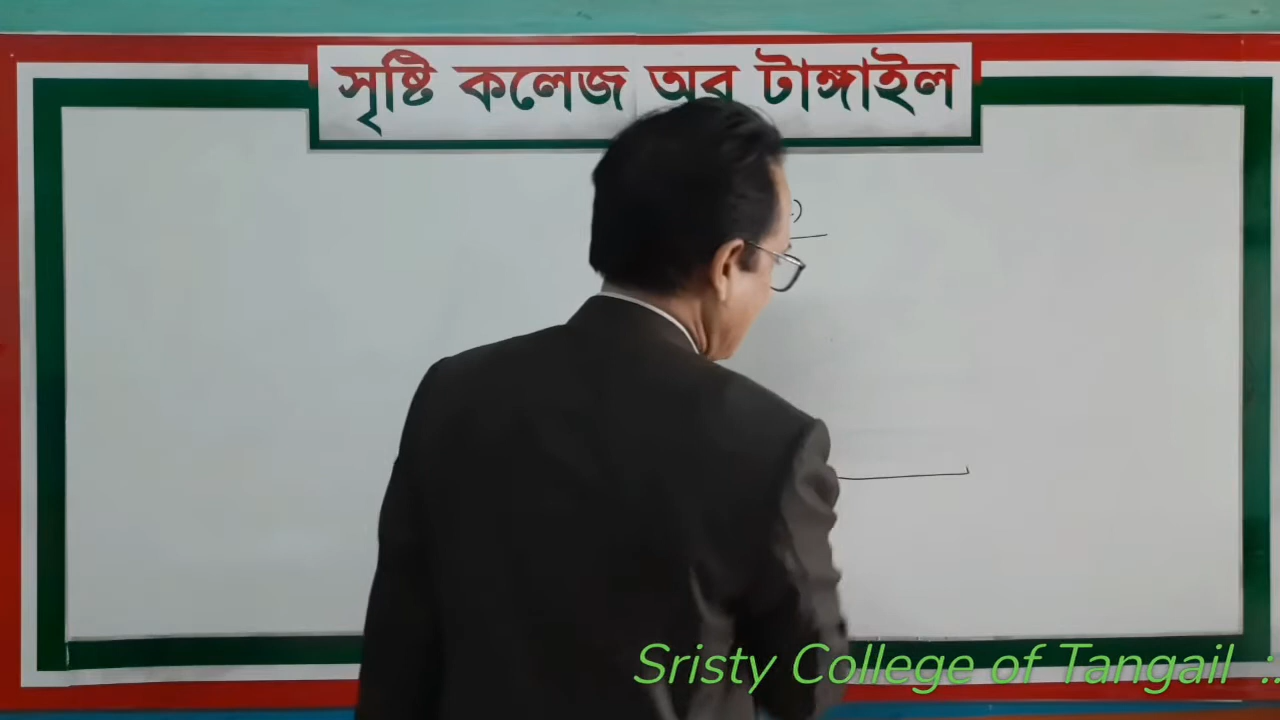 সৃষ্টি কলেজ অব টাঙ্গাইল
Sristy College of Tangail :